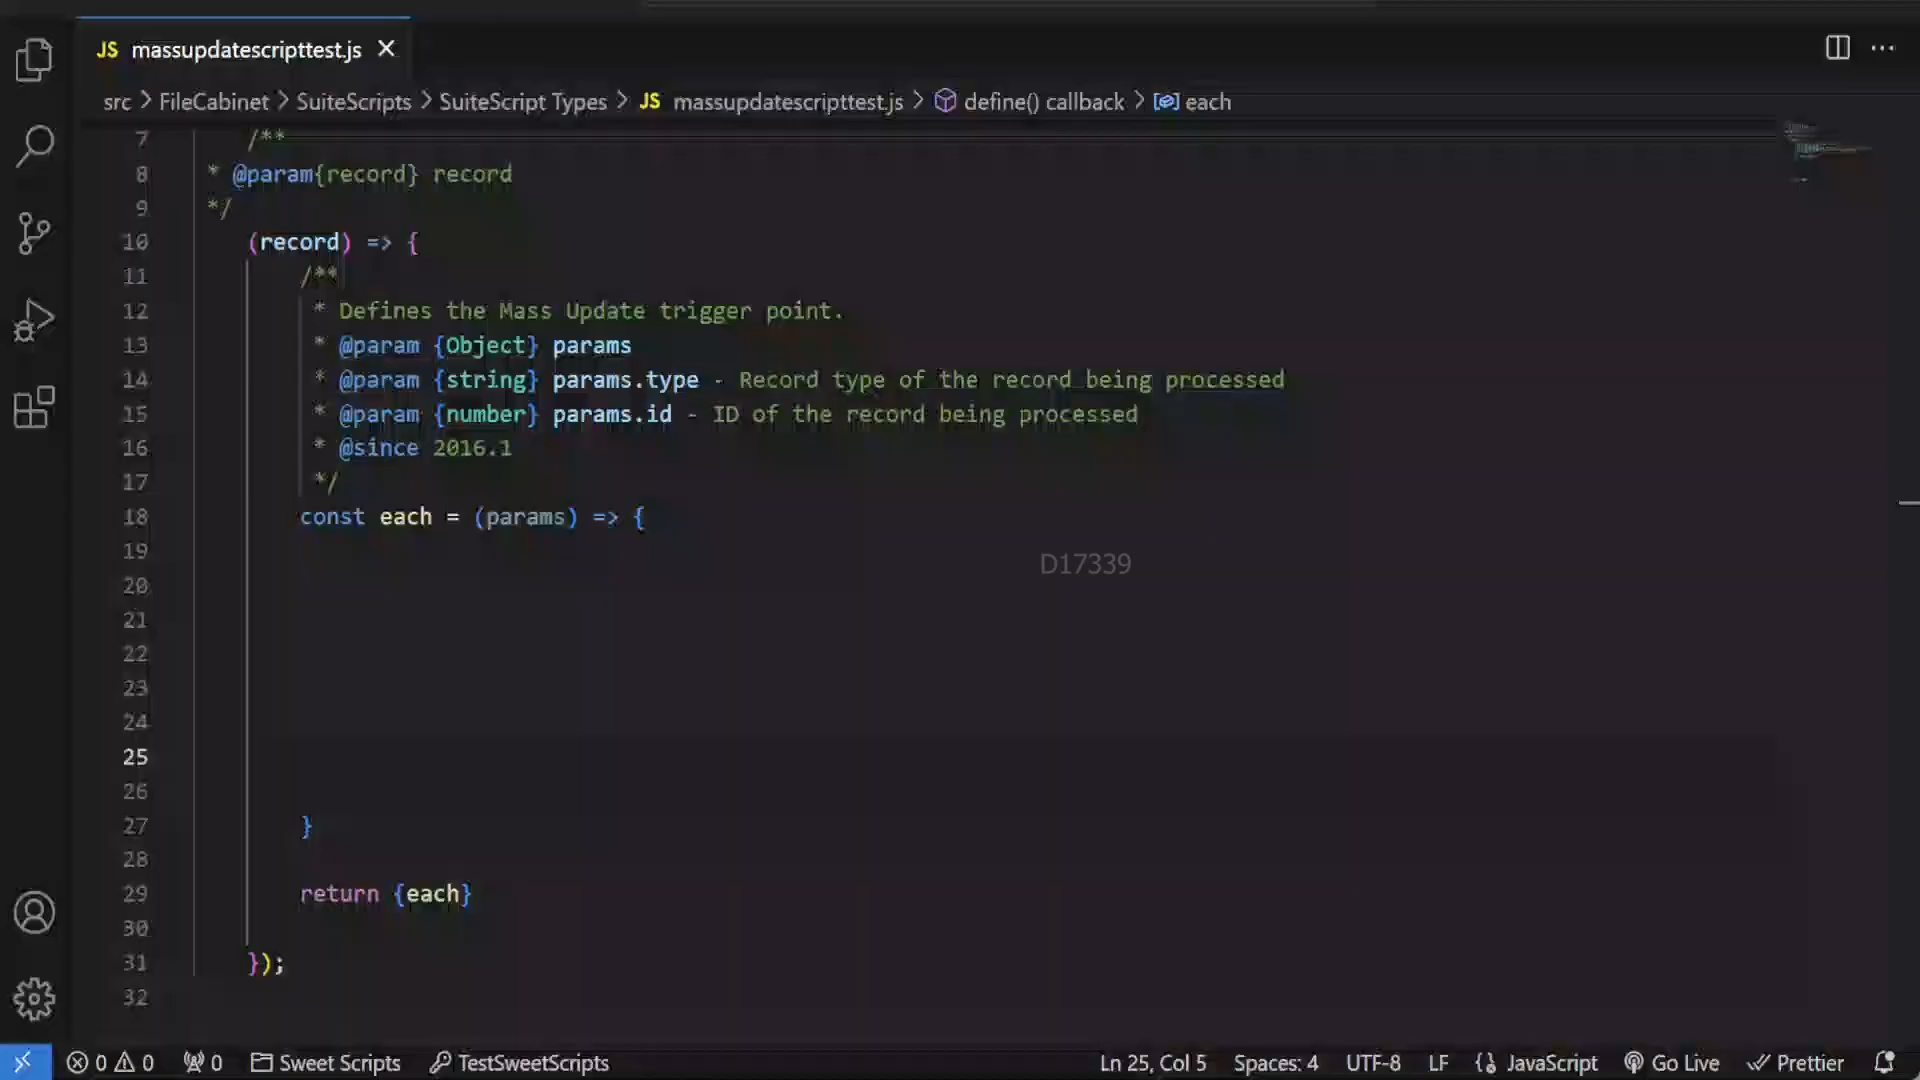 JS massupdatescripttest.js
src > FileCabinet > SuiteScripts > SuiteScript Types > JS massupdatescripttest.js > define() callback > each
7 /**
8 * @param{record} record
9 */
10 (record) => {
11 /**
12 * Defines the Mass Update trigger point.
13 * @param {Object} params
14 * @param {string} params.type - Record type of the record being processed
15 * @param {number} params.id - ID of the record being processed
16 * @since 2016.1
17 */
18 const each = (params) => {
19
D17339
20
21
22
23
24
25
26
27 }
28
29 return {each}
30
31 });
32
0 0 0 Sweet Scripts TestSweetScripts Ln 25, Col 5 Spaces: 4 UTF-8 LF JavaScript Go Live Prettier